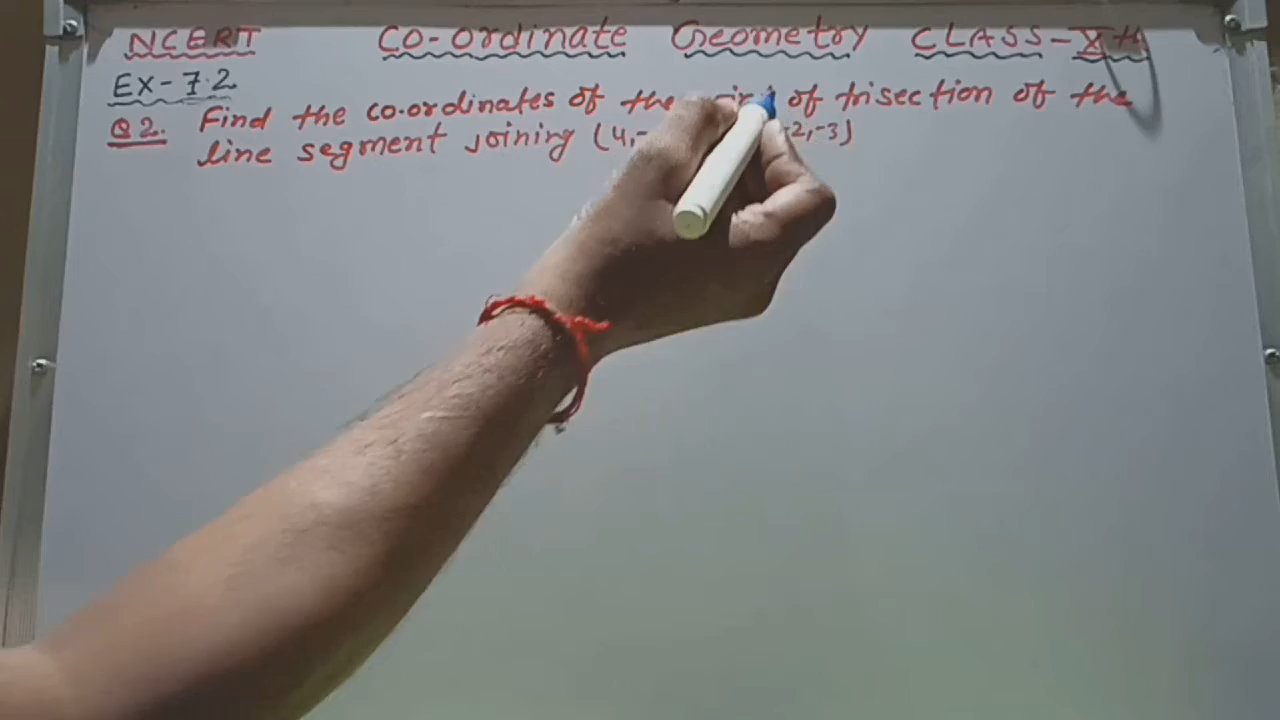 NCERT CO-Ordinate Geometry CLASS-Xth
EX-7.2
Q2. Find the co-ordinates of the of trisection of the
line segment joining (4,- -2,-3)